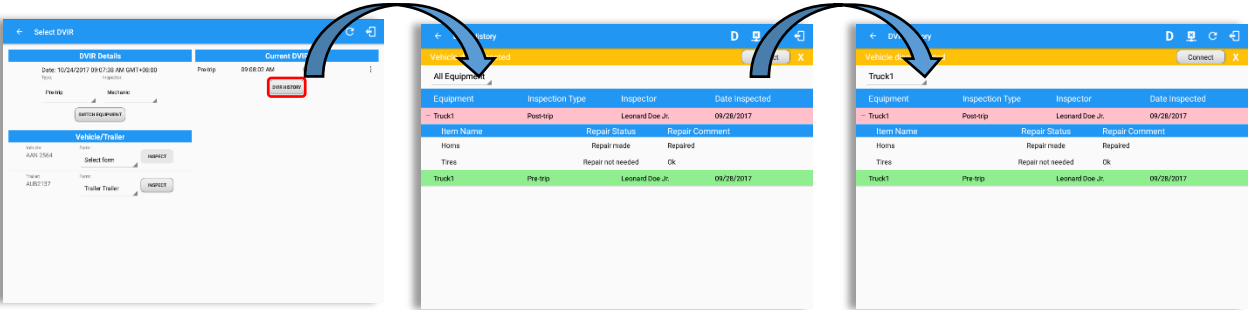 ← Select DVIR
DVIR Details
Date: 10/24/2017 09:07:38 AM GMT+08:00
Type: Inspector:
Pre-trip Mechanic
SWITCH EQUIPMENT
Vehicle/Trailer
Vehicle: Form:
AAN 2564 Select form INSPECT
Trailer: Form:
AUB2137 Trailer Trailer INSPECT
Current DVIR
Pre-trip 09:08:02 AM
DVIR HISTORY
← History D
Vehicle X
All Equipment
Equipment Inspection Type Inspector Date Inspected
– Truck1 Post-trip Leonard Doe Jr. 09/28/2017
Item Name Repair Status Repair Comment
Horns Repair made Repaired
Tires Repair not needed Ok
Truck1 Pre-trip Leonard Doe Jr. 09/28/2017
← DVIR D
Vehicle Connect X
Truck1
Equipment Inspection Type Inspector Date Inspected
– Truck1 Post-trip Leonard Doe Jr. 09/28/2017
Item Name Repair Status Repair Comment
Horns Repair made Repaired
Tires Repair not needed Ok
Truck1 Pre-trip Leonard Doe Jr. 09/28/2017